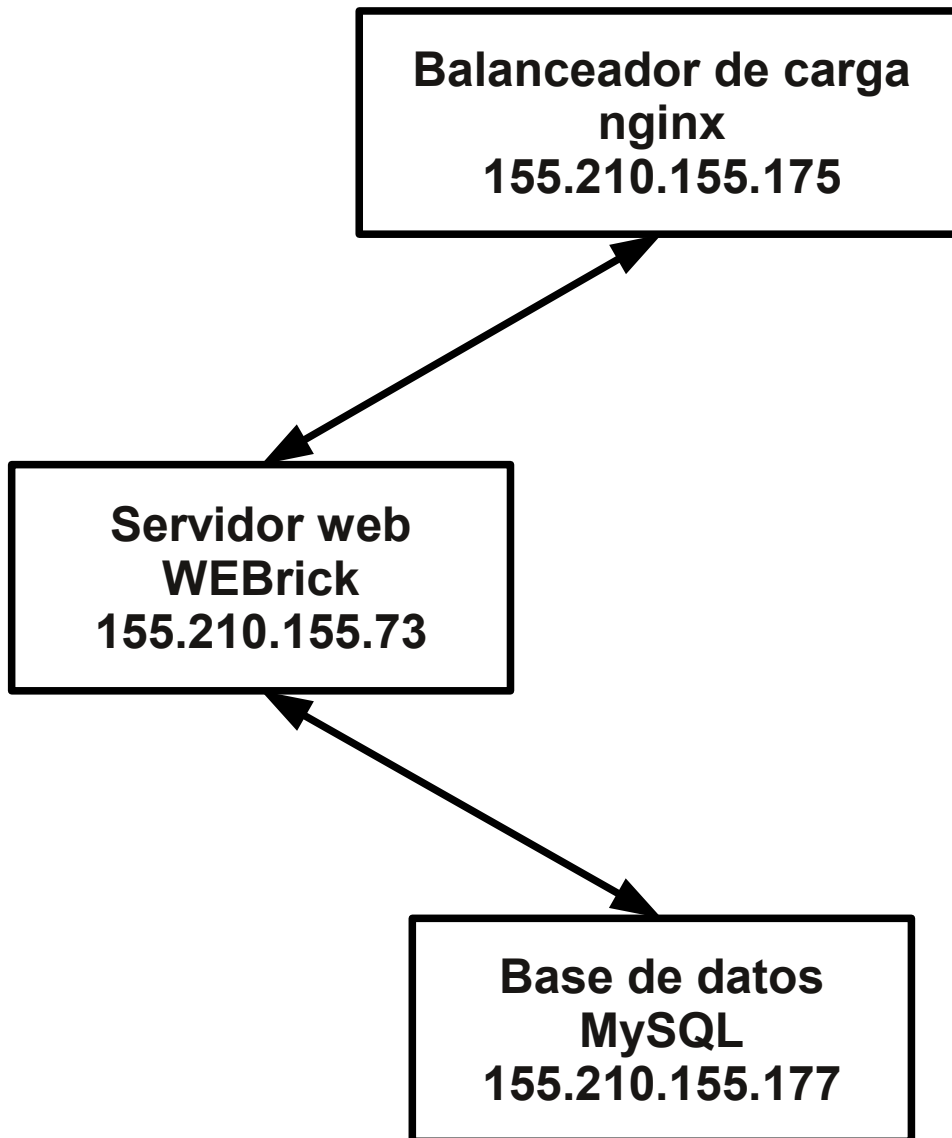 Balanceador de carga
nginx
155.210.155.175
Servidor web
WEBrick
155.210.155.73
Base de datos
MySQL
155.210.155.177